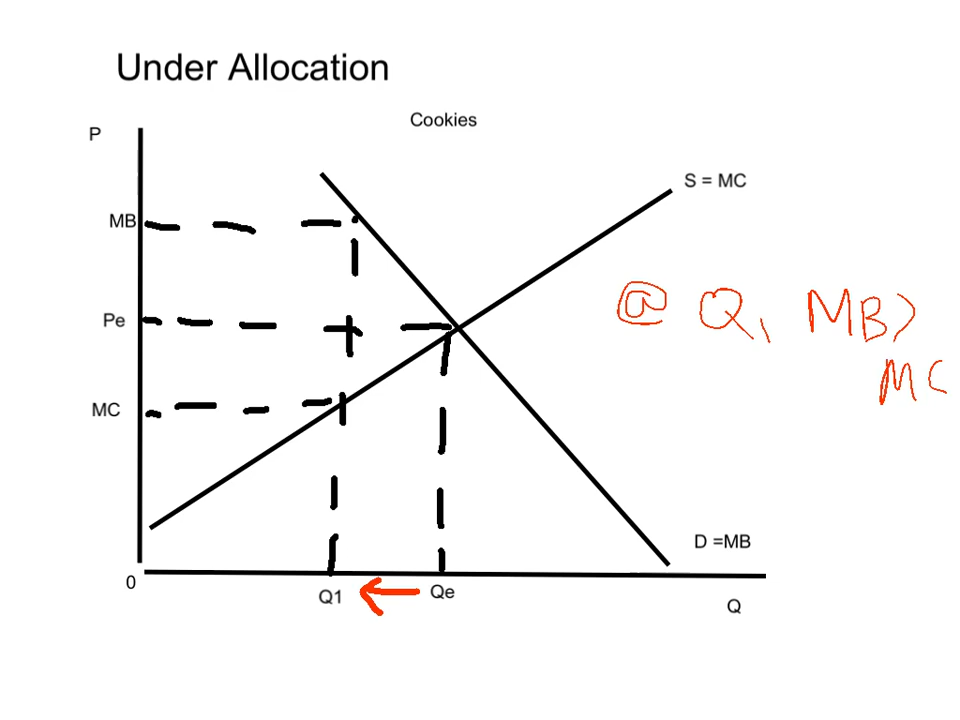 Under Allocation
Cookies
P
S = MC
MB
Pe
@ Q1 MB>
MC
MC
D =MB
0
Q1
Qe
Q